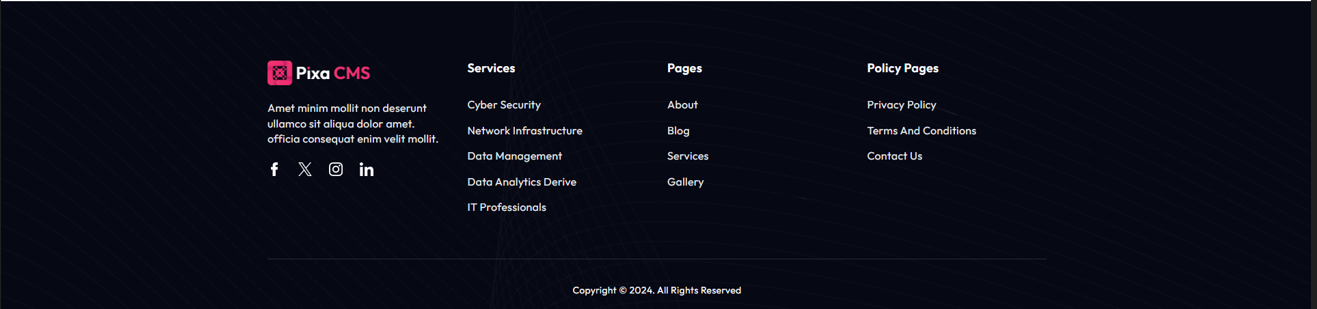 Pixa CMS
Amet minim mollit non deserunt
ullamco sit aliqua dolor amet.
officia consequat enim velit mollit.
Services
Cyber Security
Network Infrastructure
Data Management
Data Analytics Derive
IT Professionals
Pages
About
Blog
Services
Gallery
Policy Pages
Privacy Policy
Terms And Conditions
Contact Us
Copyright © 2024. All Rights Reserved